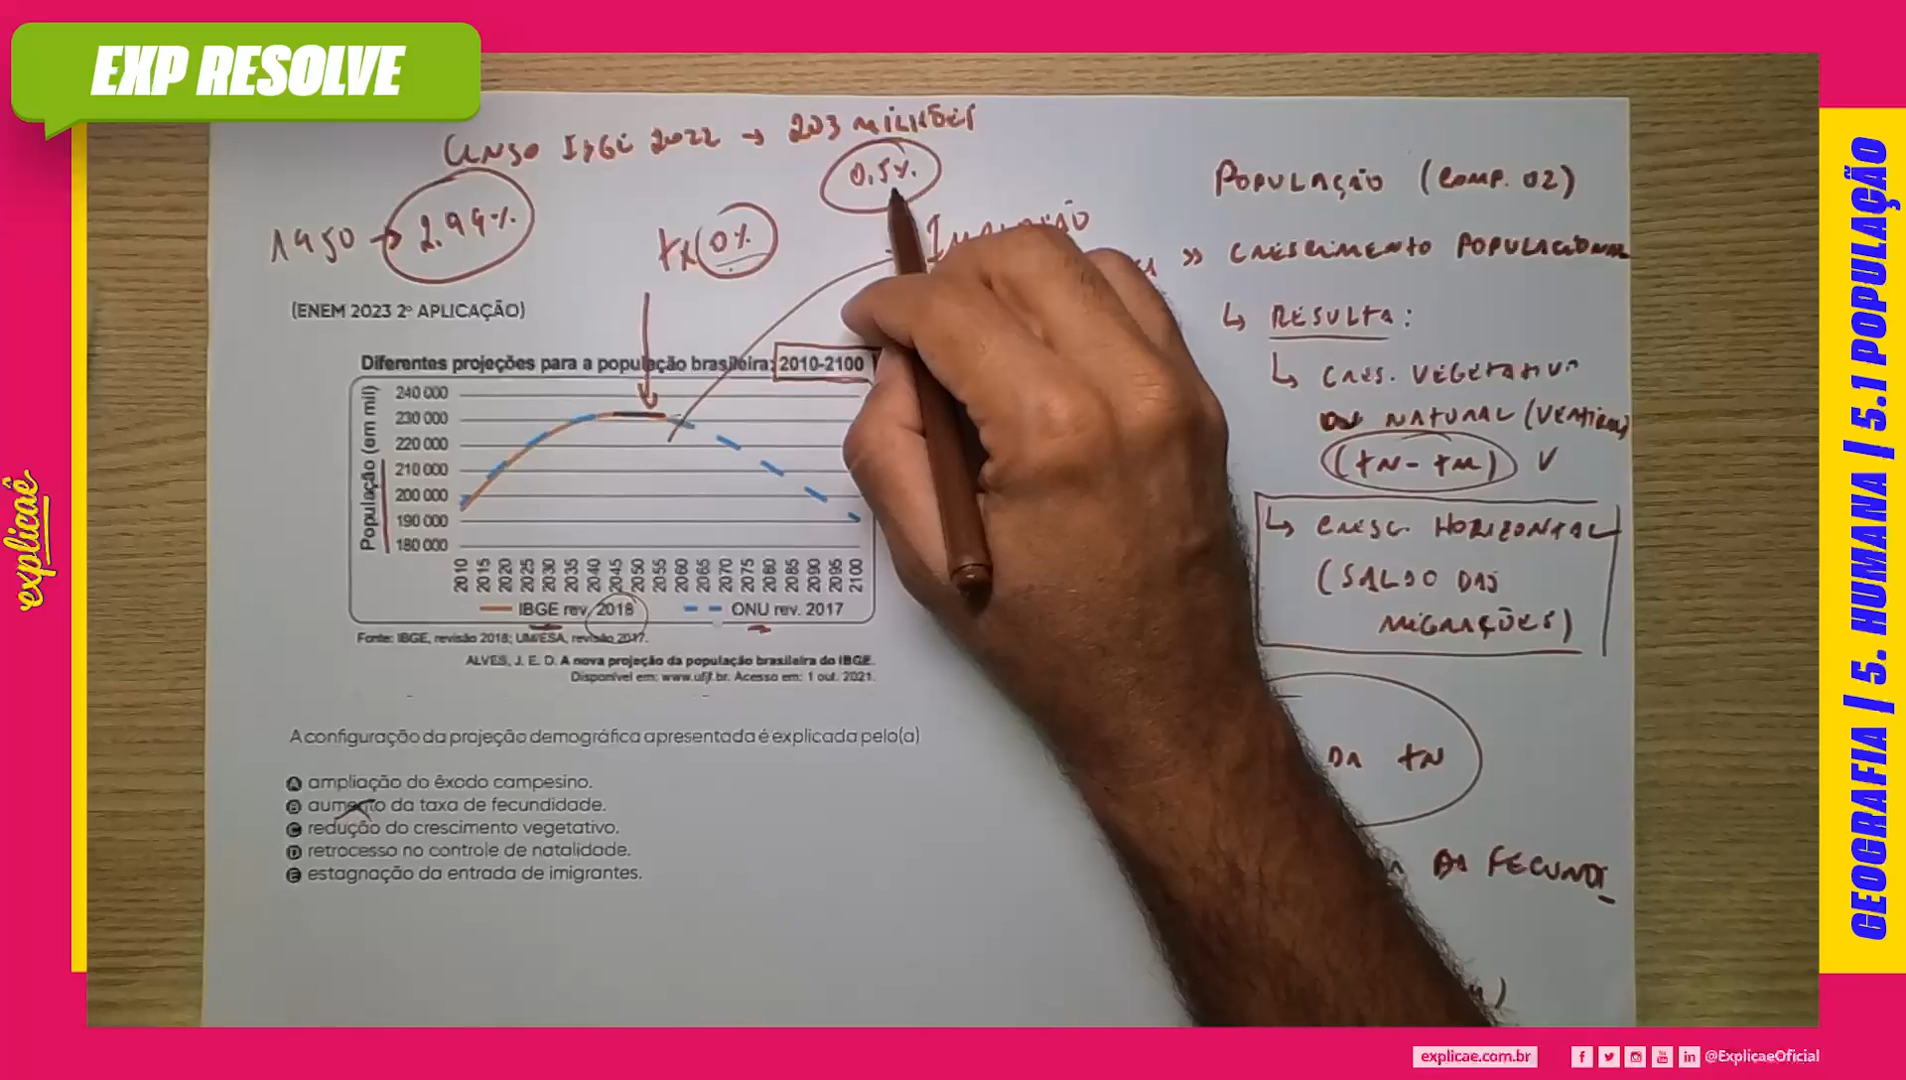 EXP RESOLVE
CENSO IBGE 2022 → 203 MILHÕES
0,5%
1950 → 2.99%
tx 0%
(ENEM 2023 2º APLICAÇÃO)
Diferentes projeções para a população brasileira: 2010-2100
População (em mil)
240 000
230 000
220 000
210 000
200 000
190 000
180 000
2010 2015 2020 2025 2030 2035 2040 2045 2050 2055 2060 2065 2070 2075 2080 2085 2090 2095 2100
IBGE rev. 2018 ONU rev. 2017
Fonte: IBGE, revisão 2018; UN/ESA, revisão 2017.
ALVES, J. E. D. A nova projeção da população brasileira do IBGE.
Disponível em: www.ufjf.br. Acesso em: 1 out. 2021.
A configuração da projeção demográfica apresentada é explicada pelo(a)
A ampliação do êxodo campesino.
B aumento da taxa de fecundidade.
C redução do crescimento vegetativo.
D retrocesso no controle de natalidade.
E estagnação da entrada de imigrantes.
POPULAÇÃO (COMP. 02)
» CRESCIMENTO POPULACIONAL
↳ RESULTA:
↳ CRES. VEGETATIVO
OU NATURAL (VERTICAL)
(tN - tM) V
↳ CRESC. HORIZONTAL
(SALDO DAS
MIGRAÇÕES)
DA tN
DA FECUNDI
explicaê
GEOGRAFIA | 5. HUMANA | 5.1 POPULAÇÃO
explicae.com.br
@ExplicaeOficial